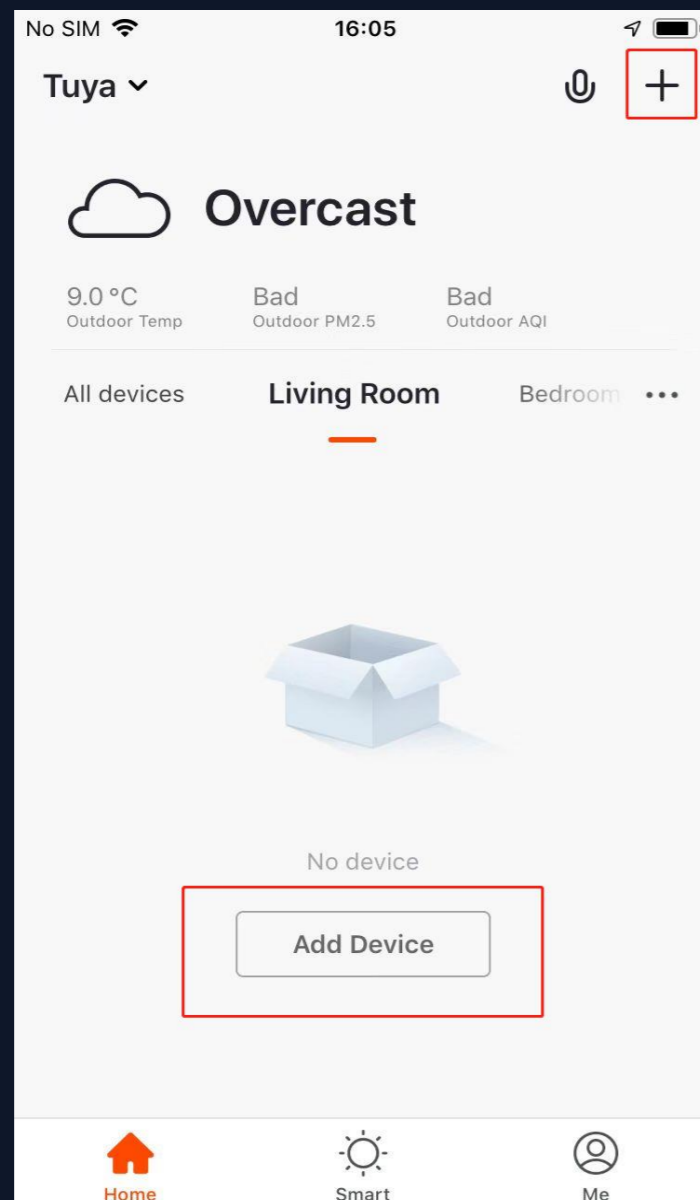 No SIM 16:05
Tuya
Overcast
9.0 °C Bad Bad
Outdoor Temp Outdoor PM2.5 Outdoor AQI
All devices Living Room Bedroom
No device
Add Device
Home Smart Me